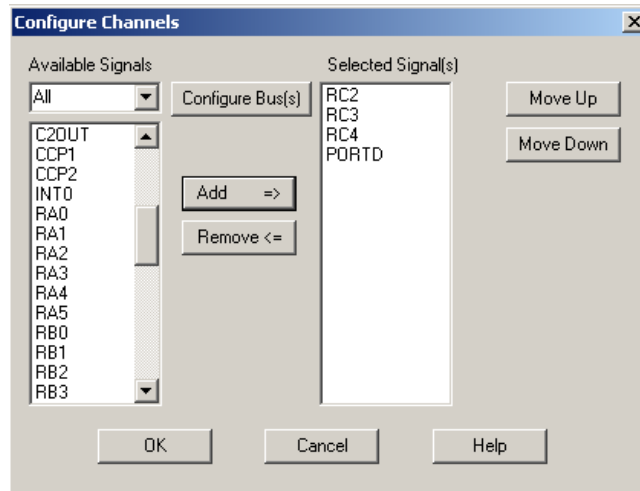 Configure Channels
Available Signals
All
Configure Bus(s)
C2OUT
CCP1
CCP2
INT0
RA0
RA1
RA2
RA3
RA4
RA5
RB0
RB1
RB2
RB3
Add =>
Remove <=
Selected Signal(s)
RC2
RC3
RC4
PORTD
Move Up
Move Down
OK
Cancel
Help